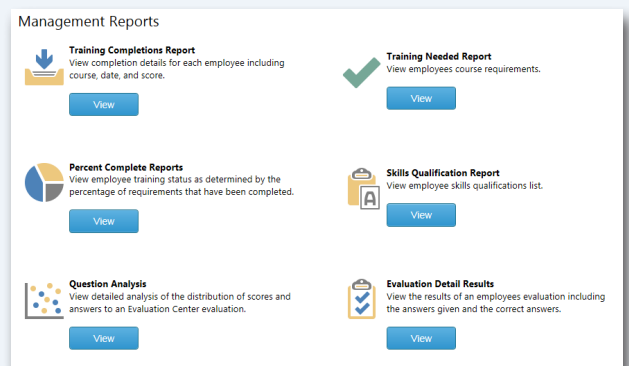 Management Reports
Training Completions Report
View completion details for each employee including
course, date, and score.
View
Training Needed Report
View employees course requirements.
View
Percent Complete Reports
View employee training status as determined by the
percentage of requirements that have been completed.
View
Skills Qualification Report
View employee skills qualifications list.
A
View
Question Analysis
View detailed analysis of the distribution of scores and
answers to an Evaluation Center evaluation.
View
Evaluation Detail Results
View the results of an employees evaluation including
the answers given and the correct answers.
View